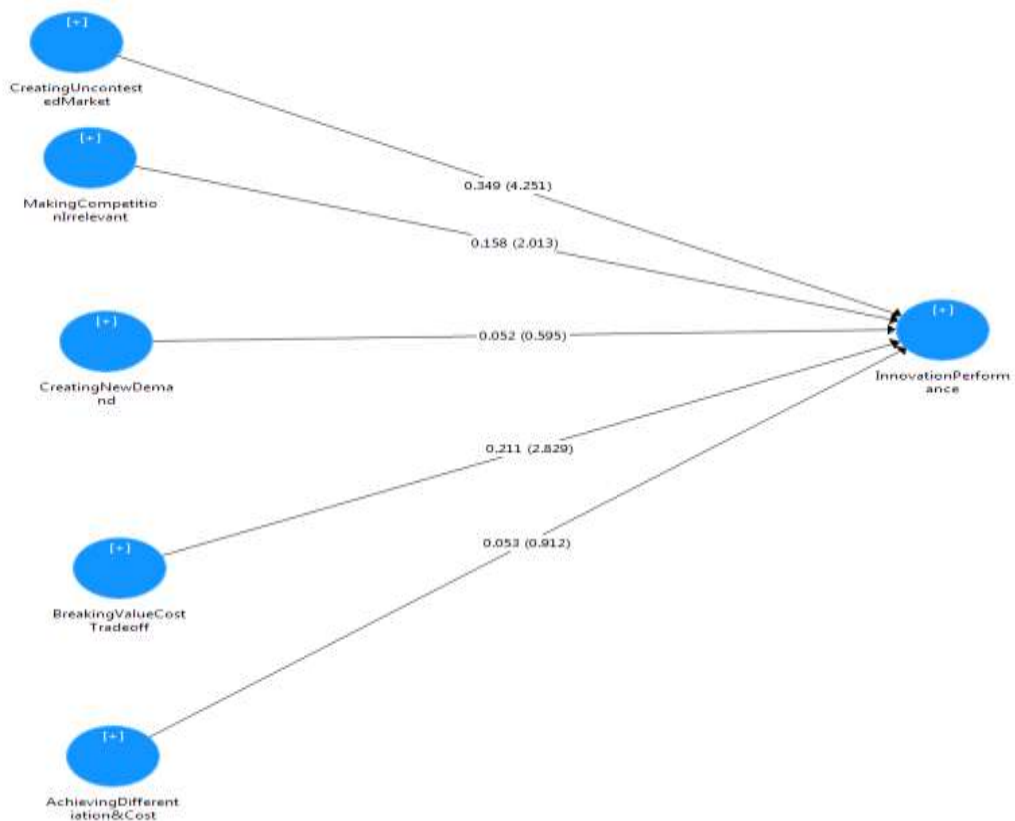 [+]
CreatingUncontest
edMarket
[+]
MakingCompetitio
nIrrelevant
0.349 (4.251)
0.158 (2.013)
[+]
CreatingNewDema
nd
0.052 (0.595)
[+]
InnovationPerform
ance
0.211 (2.829)
0.053 (0.912)
[+]
BreakingValueCost
Tradeoff
[+]
AchievingDifferent
iation&Cost